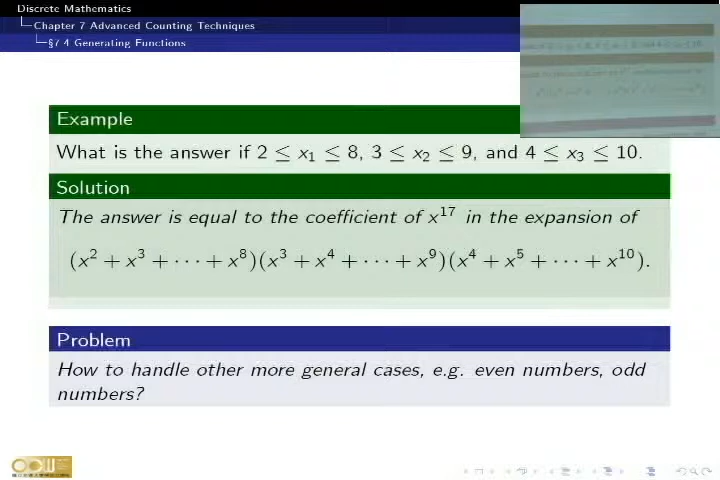 Discrete Mathematics
Chapter 7 Advanced Counting Techniques
§7.4 Generating Functions
Example
What is the answer if 2 ≤ x₁ ≤ 8, 3 ≤ x₂ ≤ 9, and 4 ≤ x₃ ≤ 10.
Solution
The answer is equal to the coefficient of x¹⁷ in the expansion of
(x² + x³ + ··· + x⁸)(x³ + x⁴ + ··· + x⁹)(x⁴ + x⁵ + ··· + x¹⁰).
Problem
How to handle other more general cases, e.g. even numbers, odd
numbers?